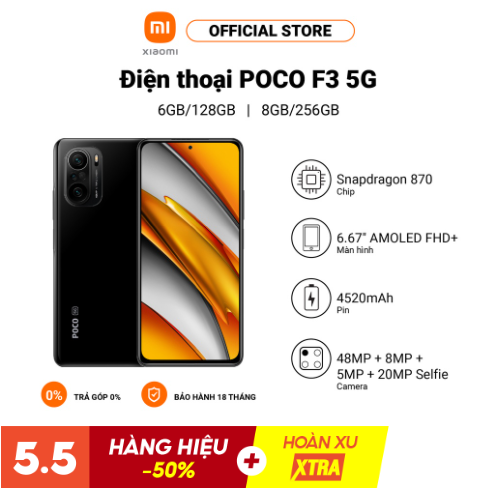 mi
xiaomi
OFFICIAL STORE
Điện thoại POCO F3 5G
6GB/128GB | 8GB/256GB
POCO 5G
Snapdragon 870
Chip
6.67" AMOLED FHD+
Màn hình
4520mAh
Pin
48MP + 8MP +
5MP + 20MP Selfie
Camera
0% TRẢ GÓP 0%
BẢO HÀNH 18 THÁNG
5.5
HÀNG HIỆU
-50%
+
HOÀN XU
XTRA